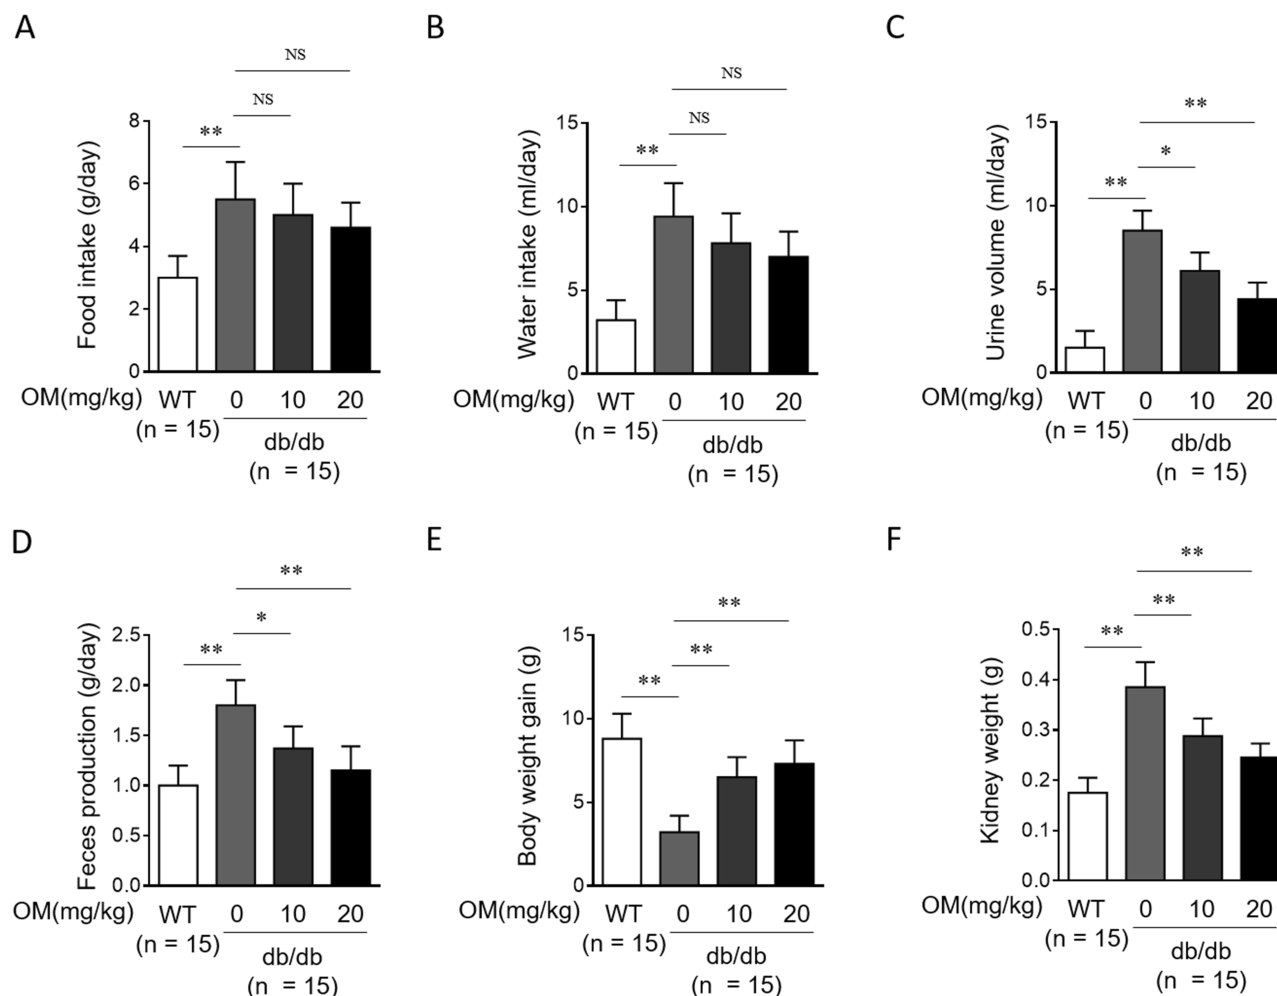 A
NS
NS
**
8
6
4
2
0
Food intake (g/day)
OM(mg/kg) WT 0 10 20
(n = 15)
db/db
(n = 15)
B
NS
NS
**
15
10
5
0
Water intake (ml/day)
OM(mg/kg) WT 0 10 20
(n = 15)
db/db
(n = 15)
C
**
*
**
15
10
5
0
Urine volume (ml/day)
OM(mg/kg) WT 0 10 20
(n = 15)
db/db
(n = 15)
D
**
*
**
2.5
2.0
1.5
1.0
0.5
0.0
Feces production (g/day)
OM(mg/kg) WT 0 10 20
(n = 15)
db/db
(n = 15)
E
**
**
**
15
10
5
0
Body weight gain (g)
OM(mg/kg) WT 0 10 20
(n = 15)
db/db
(n = 15)
F
**
**
**
0.5
0.4
0.3
0.2
0.1
0.0
Kidney weight (g)
OM(mg/kg) WT 0 10 20
(n = 15)
db/db
(n = 15)